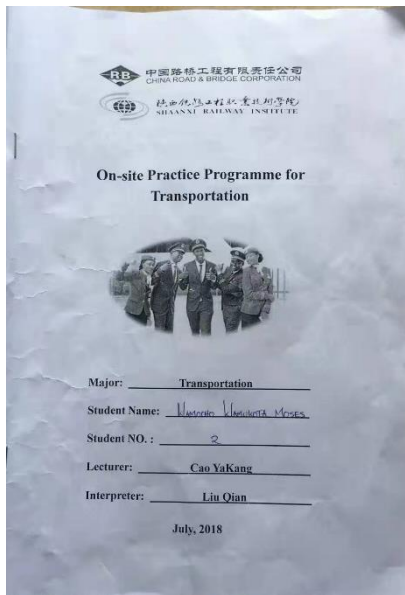 RB
中国路桥工程有限责任公司
CHINA ROAD & BRIDGE CORPORATION
陕西铁路工程职业技术学院
SHAANXI RAILWAY INSTITUTE
On-site Practice Programme for
Transportation
Major: Transportation
Student Name: Moses
Student NO. : 2
Lecturer: Cao YaKang
Interpreter: Liu Qian
July, 2018